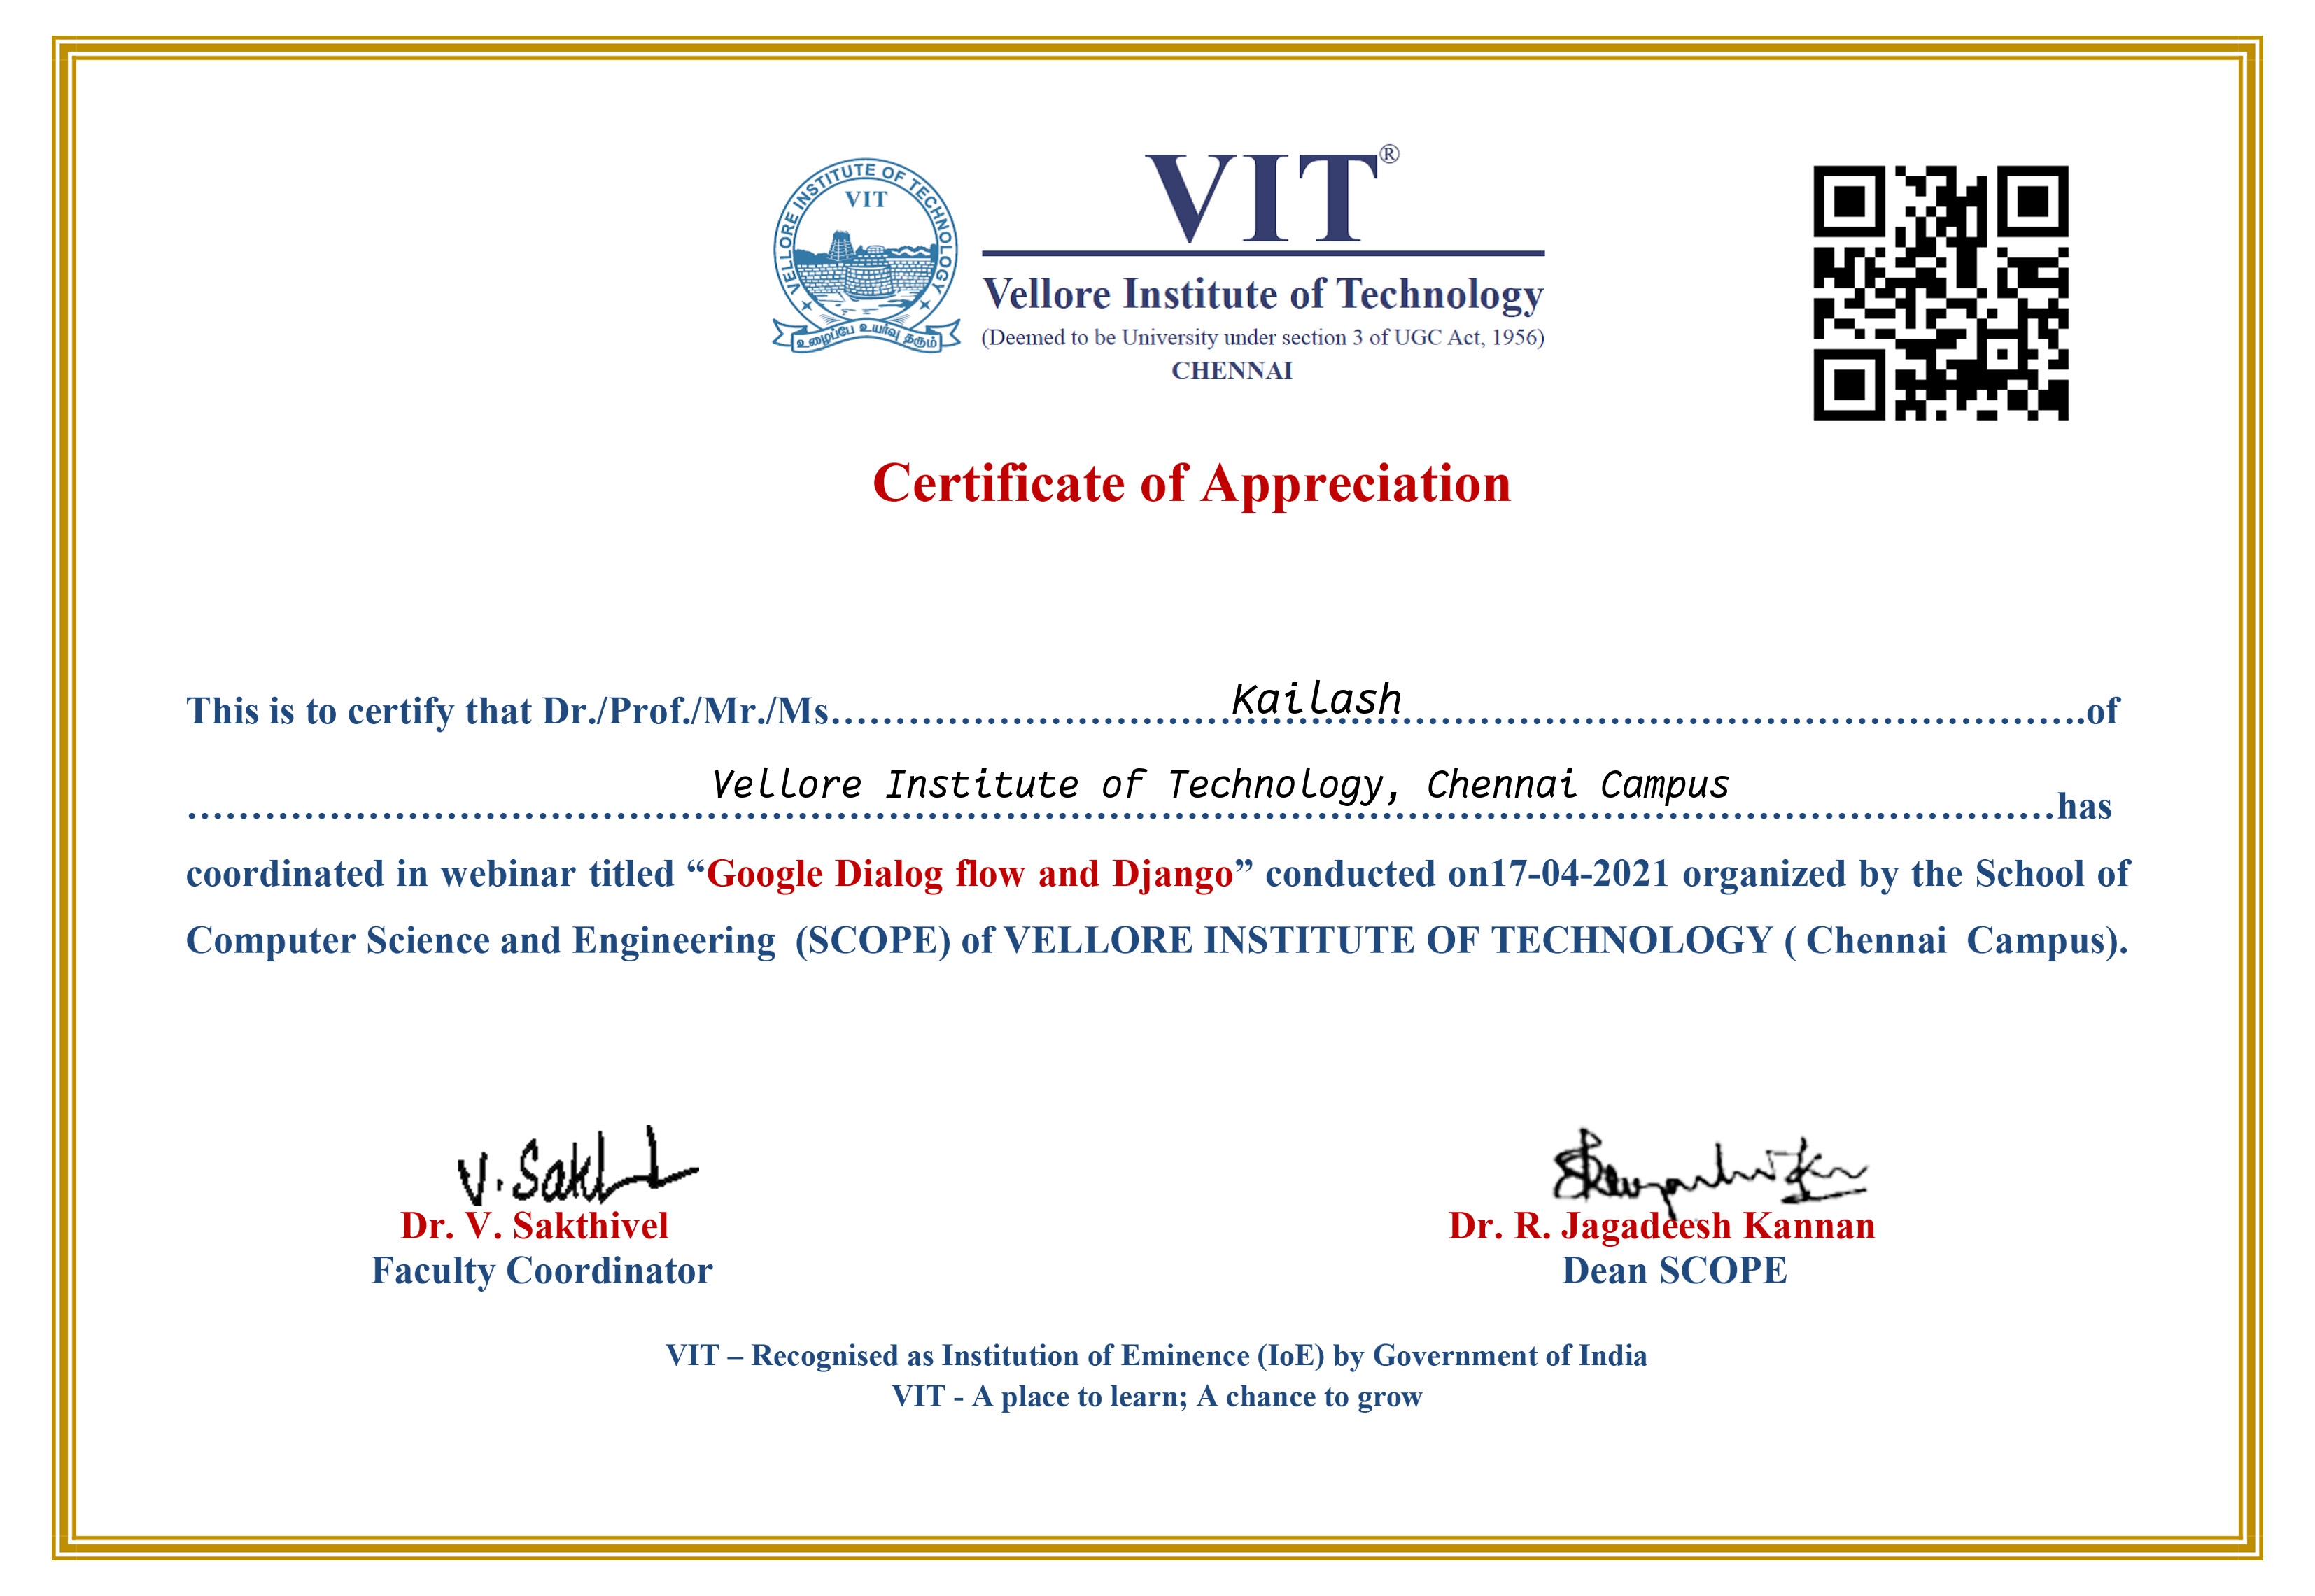 VELLORE INSTITUTE OF TECHNOLOGY
VIT
உழைப்பே உயர்வு தரும்
VIT®
Vellore Institute of Technology
(Deemed to be University under section 3 of UGC Act, 1956)
CHENNAI
Certificate of Appreciation
This is to certify that Dr./Prof./Mr./Ms.......Kailash.......of
.......Vellore Institute of Technology, Chennai Campus.......has
coordinated in webinar titled “Google Dialog flow and Django” conducted on17-04-2021 organized by the School of
Computer Science and Engineering (SCOPE) of VELLORE INSTITUTE OF TECHNOLOGY ( Chennai Campus).
V. Sakl
Dr. V. Sakthivel
Faculty Coordinator
Dr. R. Jagadeesh Kannan
Dean SCOPE
VIT – Recognised as Institution of Eminence (IoE) by Government of India
VIT - A place to learn; A chance to grow